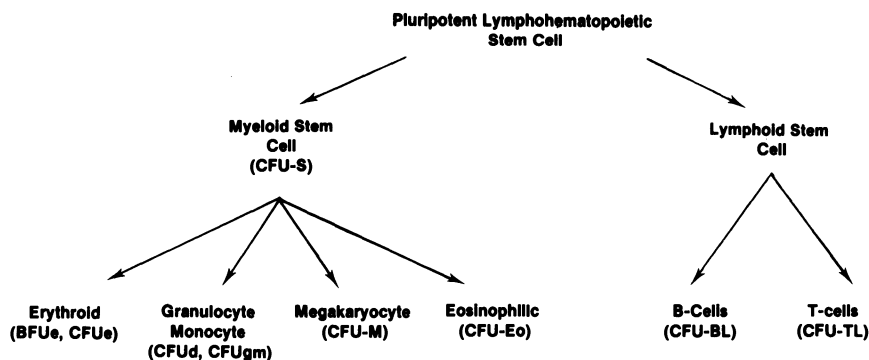 Pluripotent Lymphohematopoietic
Stem Cell
Myeloid Stem
Cell
(CFU-S)
Lymphoid Stem
Cell
Erythroid
(BFUe, CFUe)
Granulocyte
Monocyte
(CFUd, CFUgm)
Megakaryocyte
(CFU-M)
Eosinophilic
(CFU-Eo)
B-Cells
(CFU-BL)
T-cells
(CFU-TL)